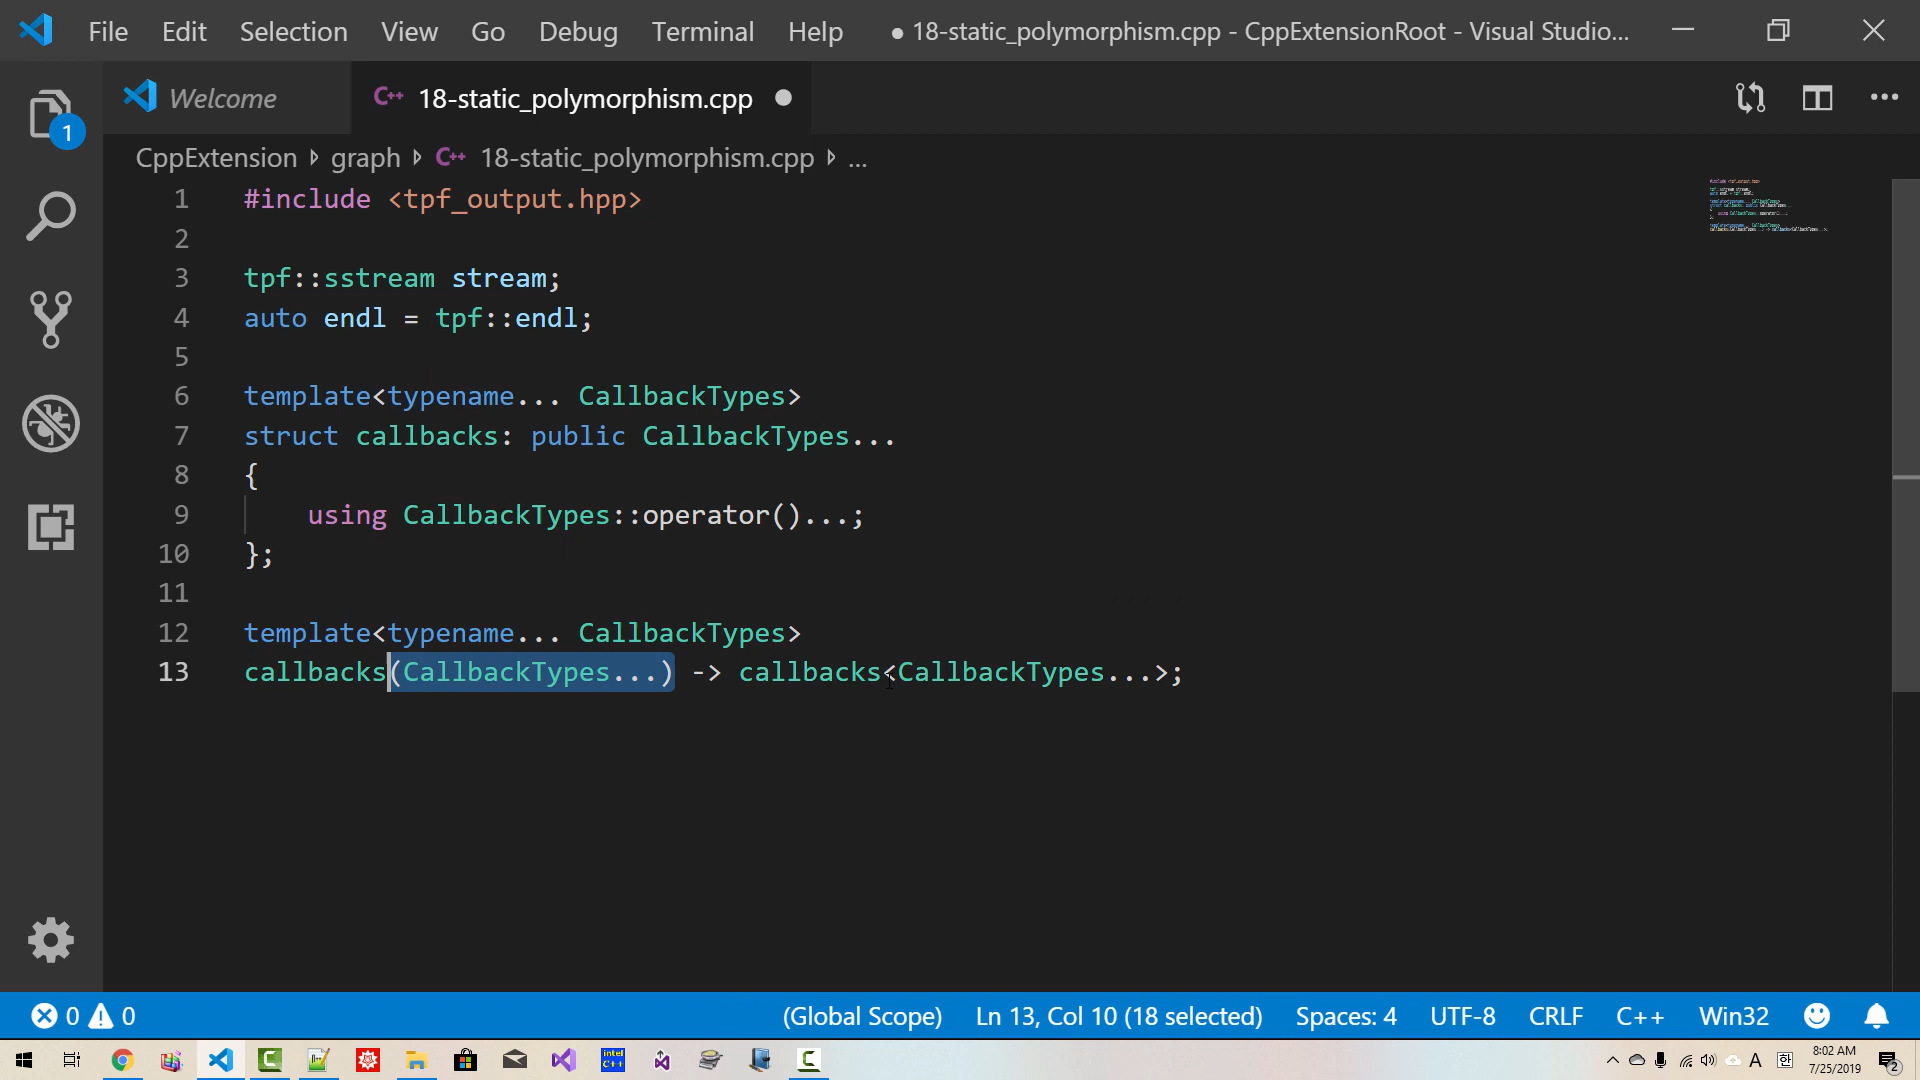 File Edit Selection View Go Debug Terminal Help ● 18-static_polymorphism.cpp - CppExtensionRoot - Visual Studio...
Welcome C++ 18-static_polymorphism.cpp ●
1
CppExtension graph C++ 18-static_polymorphism.cpp ...
1 #include <tpf_output.hpp>
2
3 tpf::sstream stream;
4 auto endl = tpf::endl;
5
6 template<typename... CallbackTypes>
7 struct callbacks: public CallbackTypes...
8 {
9 using CallbackTypes::operator()...;
10 };
11
12 template<typename... CallbackTypes>
13 callbacks(CallbackTypes...) -> callbacks<CallbackTypes...>;
0 0 (Global Scope) Ln 13, Col 10 (18 selected) Spaces: 4 UTF-8 CRLF C++ Win32
intel C++ A 한 8:02 AM 2
7/25/2019